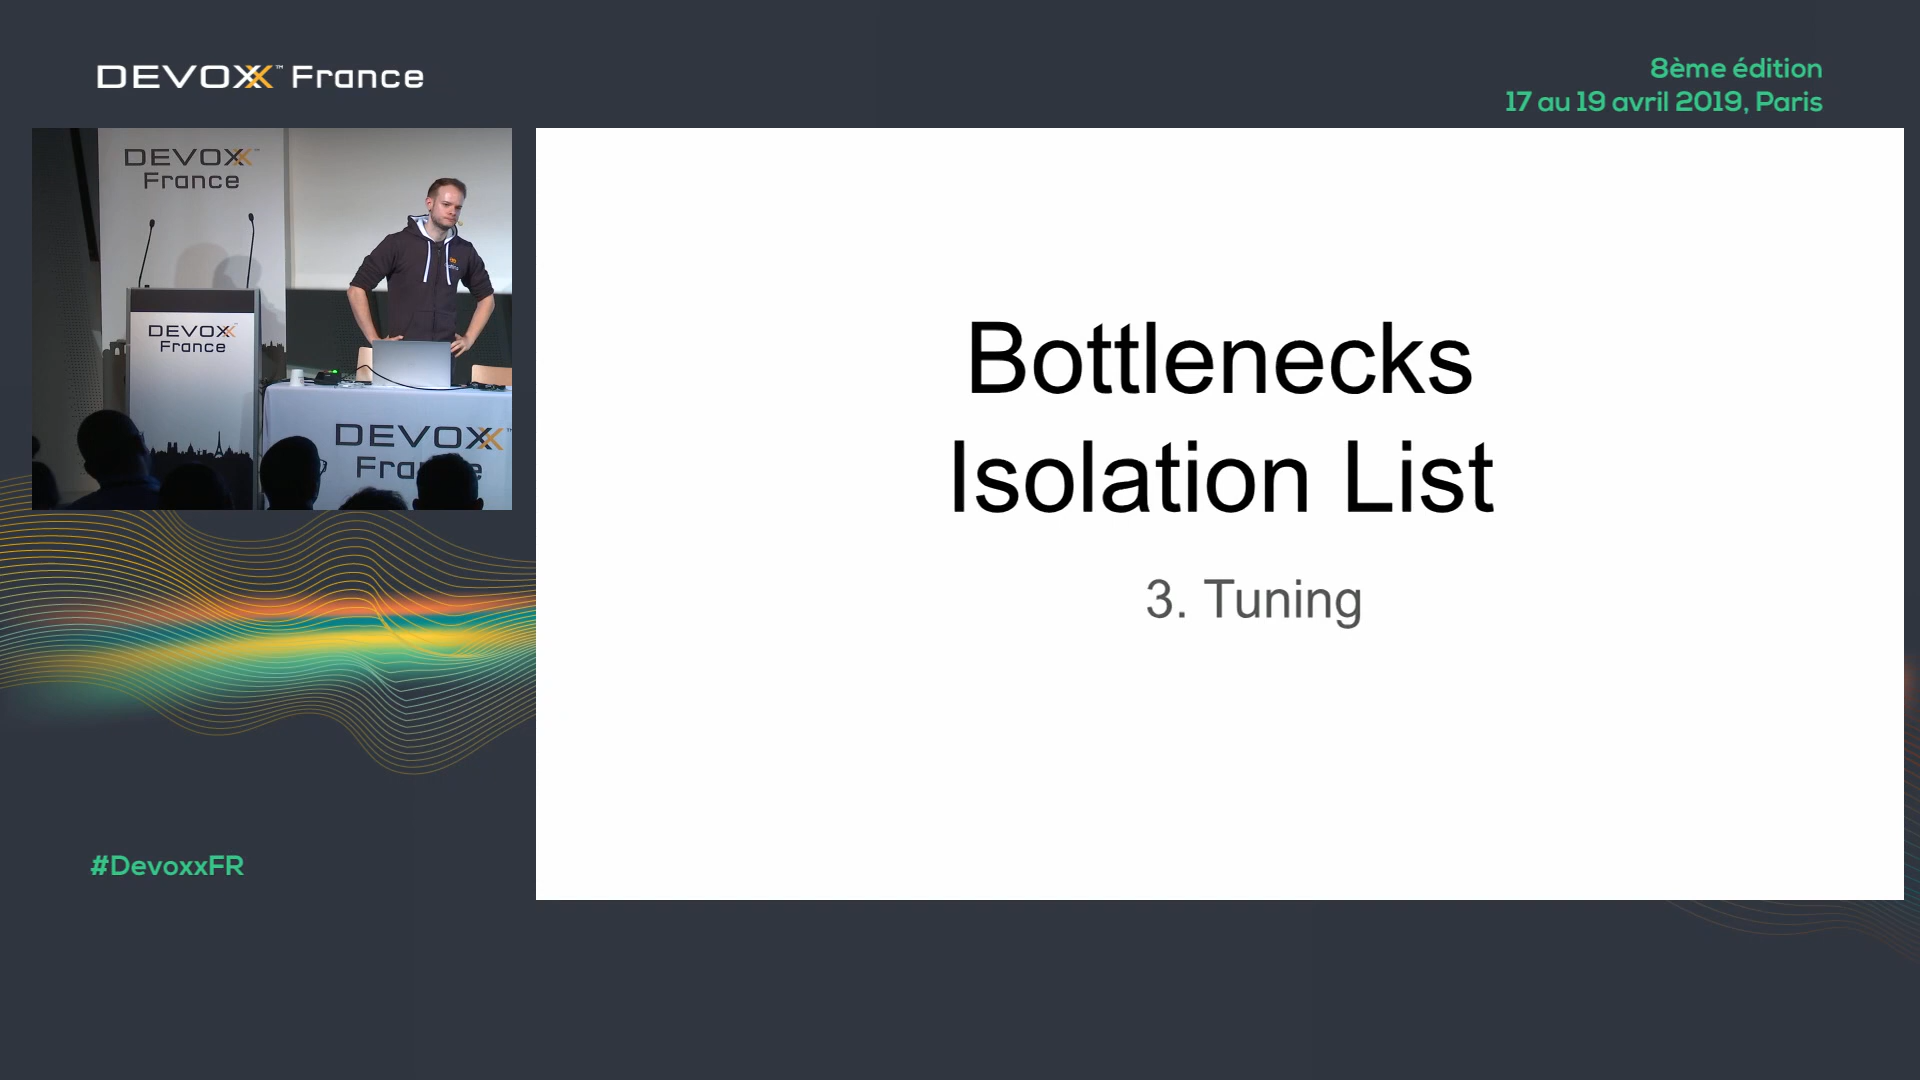 DEVOXX™ France
8ème édition
17 au 19 avril 2019, Paris
DEVOXX
France
DEVOXX
France
DEVOXX
Fra
Bottlenecks
Isolation List
3. Tuning
#DevoxxFR